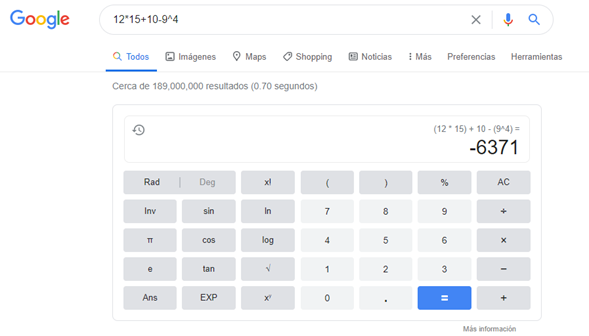 Google 12*15+10-9^4
Todos Imágenes Maps Shopping Noticias Más Preferencias Herramientas
Cerca de 189,000,000 resultados (0.70 segundos)
(12 * 15) + 10 - (9^4) =
-6371
Rad Deg x! ( ) % AC
Inv sin ln 7 8 9 ÷
π cos log 4 5 6 ×
e tan √ 1 2 3 −
Ans EXP xʸ 0 . = +
Más información